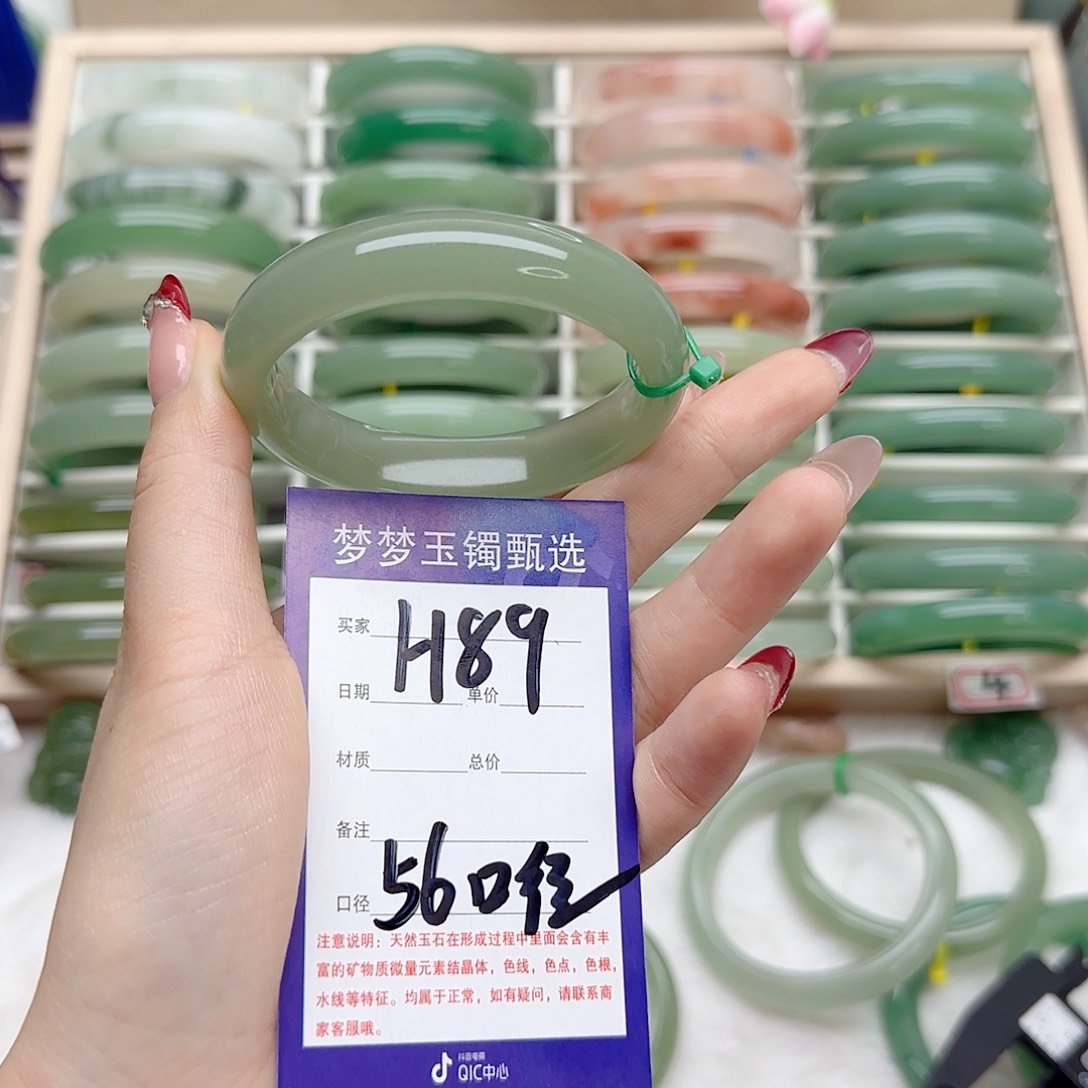 梦梦玉镯甄选
买家 H89
日期 单价
材质 总价
备注
口径 56口径
注意说明：天然玉石在形成过程中里面会含有丰
富的矿物质微量元素结晶体，色线，色点，色根，
水线等特征。均属于正常，如有疑问，请联系商
家客服哦。
抖音电商
QIC中心